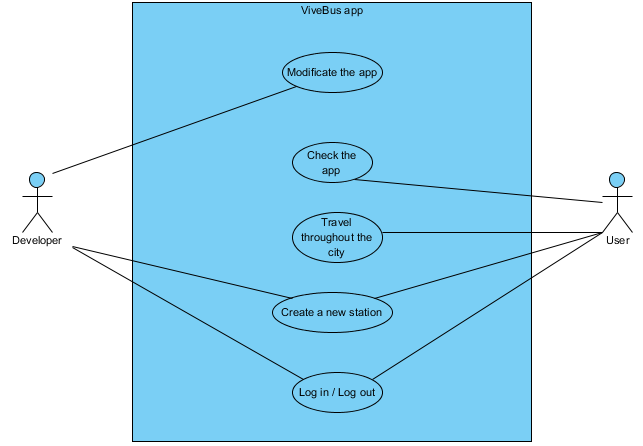 ViveBus app
Modificate the app
Check the
app
Travel
throughout the
city
Developer
User
Create a new station
Log in / Log out